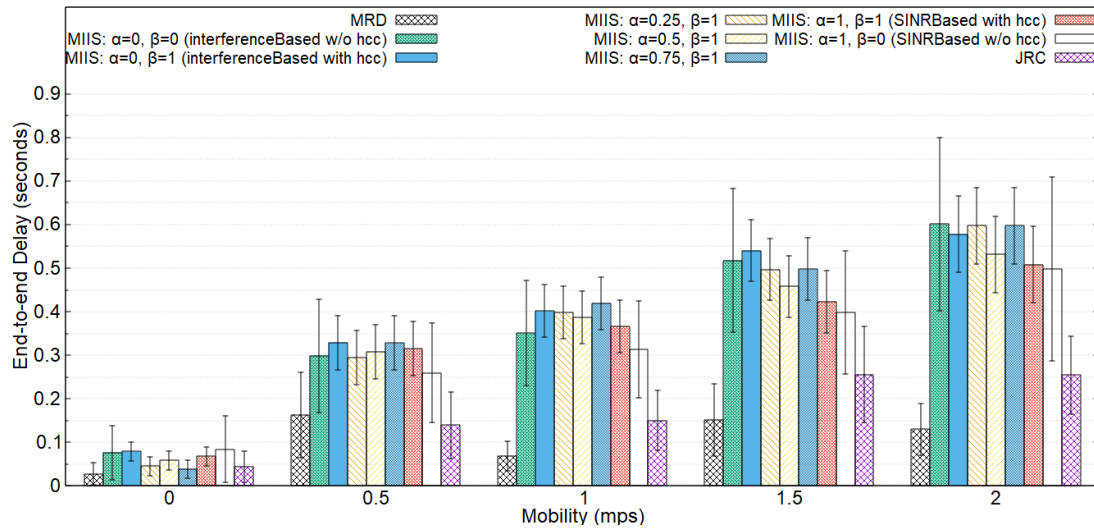 MRD
MIIS: α=0, β=0 (interferenceBased w/o hcc)
MIIS: α=0, β=1 (interferenceBased with hcc)
MIIS: α=0.25, β=1
MIIS: α=0.5, β=1
MIIS: α=0.75, β=1
MIIS: α=1, β=1 (SINRBased with hcc)
MIIS: α=1, β=0 (SINRBased w/o hcc)
JRC
End-to-end Delay (seconds)
0.9
0.8
0.7
0.6
0.5
0.4
0.3
0.2
0.1
0
0 0.5 1 1.5 2
Mobility (mps)